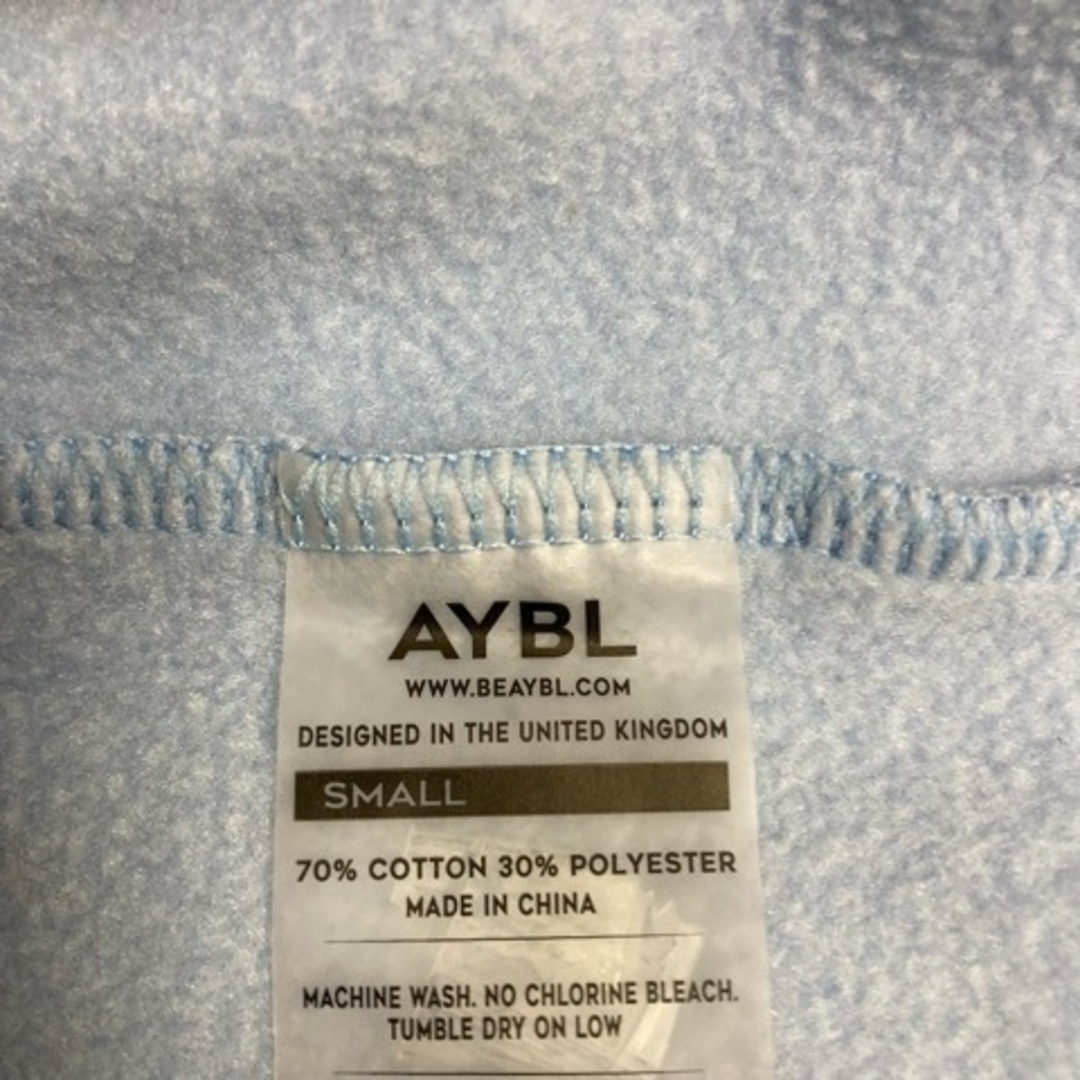 AYBL
WWW.BEAYBL.COM
DESIGNED IN THE UNITED KINGDOM
SMALL
70% COTTON 30% POLYESTER
MADE IN CHINA
MACHINE WASH. NO CHLORINE BLEACH.
TUMBLE DRY ON LOW